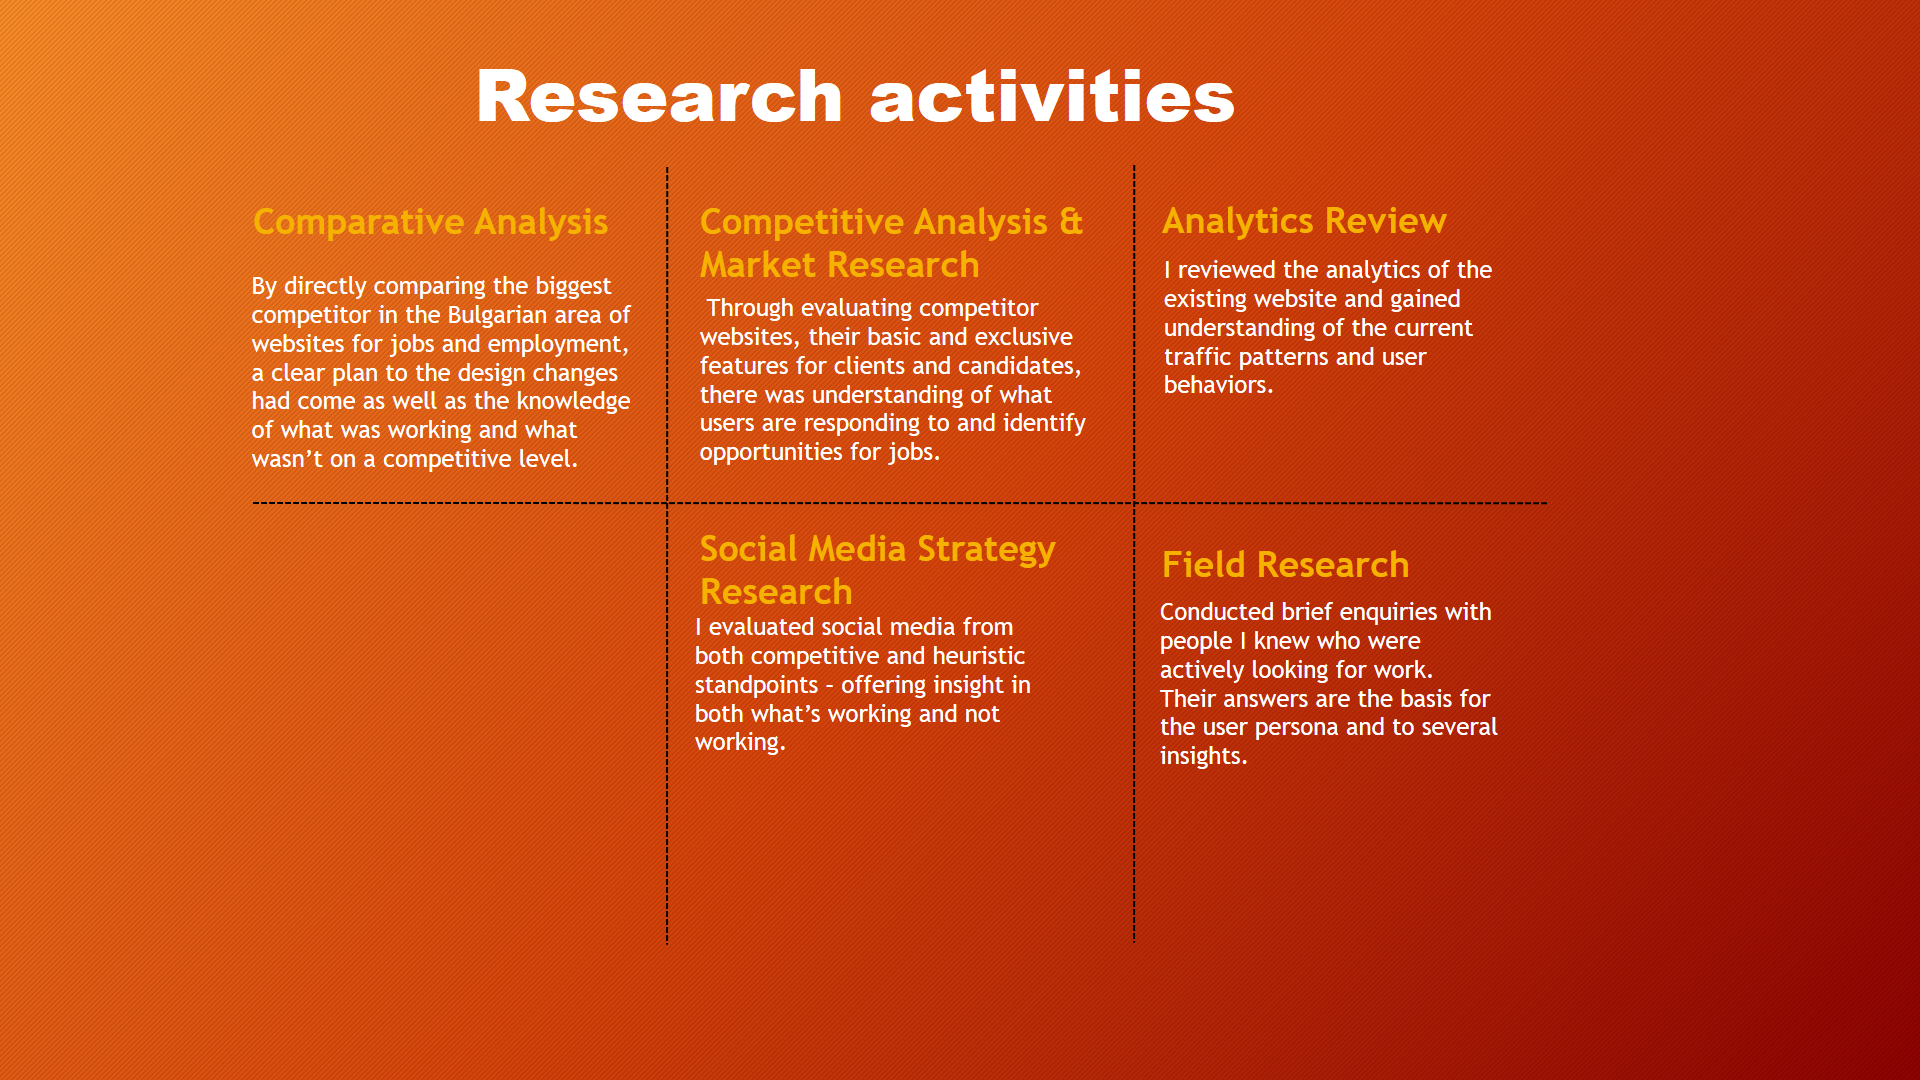 Research activities
Comparative Analysis
By directly comparing the biggest
competitor in the Bulgarian area of
websites for jobs and employment,
a clear plan to the design changes
had come as well as the knowledge
of what was working and what
wasn’t on a competitive level.
Competitive Analysis &
Market Research
Through evaluating competitor
websites, their basic and exclusive
features for clients and candidates,
there was understanding of what
users are responding to and identify
opportunities for jobs.
Analytics Review
I reviewed the analytics of the
existing website and gained
understanding of the current
traffic patterns and user
behaviors.
Social Media Strategy
Research
I evaluated social media from
both competitive and heuristic
standpoints – offering insight in
both what’s working and not
working.
Field Research
Conducted brief enquiries with
people I knew who were
actively looking for work.
Their answers are the basis for
the user persona and to several
insights.